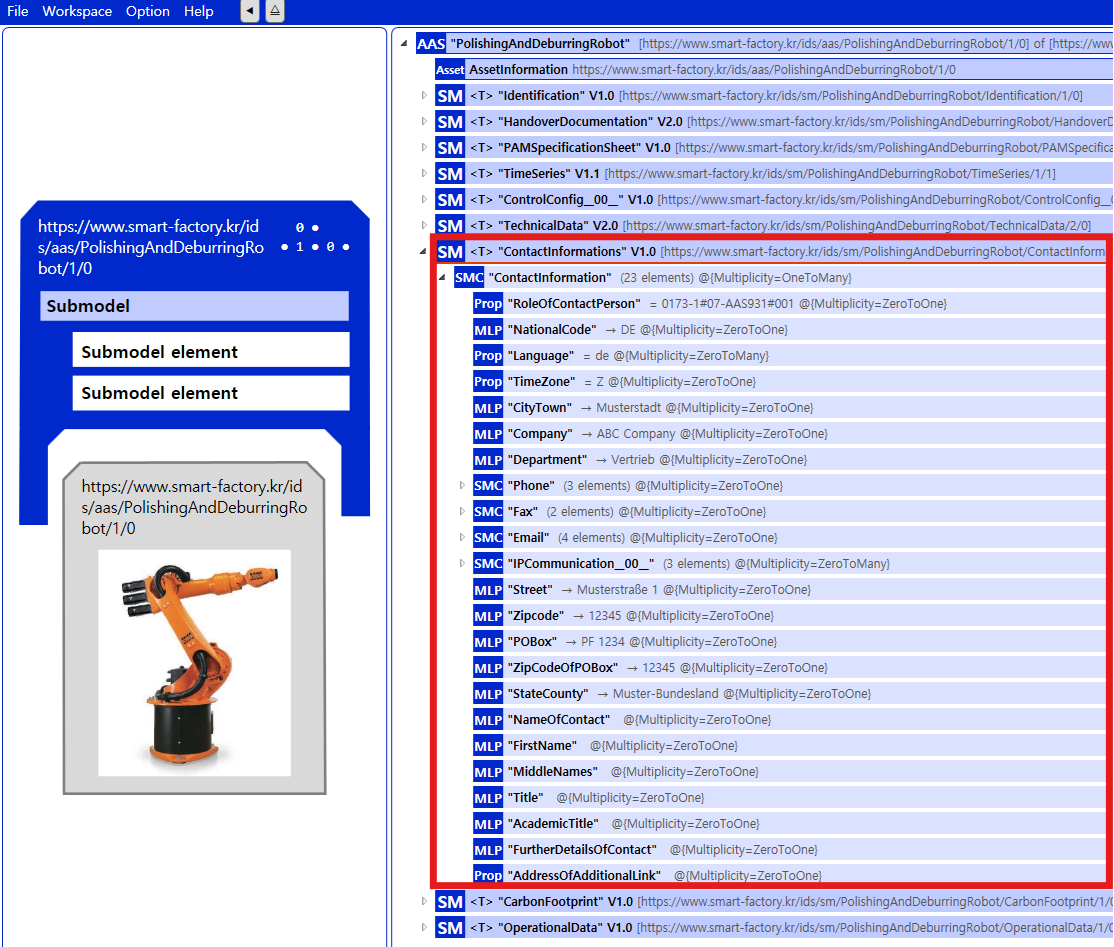 File Workspace Option Help
https://www.smart-factory.kr/id
s/aas/PolishingAndDeburringRo
bot/1/0
0 •
• 1 • 0 •
Submodel
Submodel element
Submodel element
https://www.smart-factory.kr/id
s/aas/PolishingAndDeburringRo
bot/1/0
AAS "PolishingAndDeburringRobot" [https://www.smart-factory.kr/ids/aas/PolishingAndDeburringRobot/1/0] of [https://www
Asset AssetInformation https://www.smart-factory.kr/ids/aas/PolishingAndDeburringRobot/1/0
SM <T> "Identification" V1.0 [https://www.smart-factory.kr/ids/sm/PolishingAndDeburringRobot/Identification/1/0]
SM <T> "HandoverDocumentation" V2.0 [https://www.smart-factory.kr/ids/sm/PolishingAndDeburringRobot/HandoverD
SM <T> "PAMSpecificationSheet" V1.0 [https://www.smart-factory.kr/ids/sm/PolishingAndDeburringRobot/PAMSpecifica
SM <T> "TimeSeries" V1.1 [https://www.smart-factory.kr/ids/sm/PolishingAndDeburringRobot/TimeSeries/1/1]
SM <T> "ControlConfig__00__" V1.0 [https://www.smart-factory.kr/ids/sm/PolishingAndDeburringRobot/ControlConfig_
SM <T> "TechnicalData" V2.0 [https://www.smart-factory.kr/ids/sm/PolishingAndDeburringRobot/TechnicalData/2/0]
SM <T> "ContactInformations" V1.0 [https://www.smart-factory.kr/ids/sm/PolishingAndDeburringRobot/ContactInform
SMC "ContactInformation" (23 elements) @{Multiplicity=OneToMany}
Prop "RoleOfContactPerson" = 0173-1#07-AAS931#001 @{Multiplicity=ZeroToOne}
MLP "NationalCode" → DE @{Multiplicity=ZeroToOne}
Prop "Language" = de @{Multiplicity=ZeroToMany}
Prop "TimeZone" = Z @{Multiplicity=ZeroToOne}
MLP "CityTown" → Musterstadt @{Multiplicity=ZeroToOne}
MLP "Company" → ABC Company @{Multiplicity=ZeroToOne}
MLP "Department" → Vertrieb @{Multiplicity=ZeroToOne}
SMC "Phone" (3 elements) @{Multiplicity=ZeroToOne}
SMC "Fax" (2 elements) @{Multiplicity=ZeroToOne}
SMC "Email" (4 elements) @{Multiplicity=ZeroToOne}
SMC "IPCommunication__00__" (3 elements) @{Multiplicity=ZeroToMany}
MLP "Street" → Musterstraße 1 @{Multiplicity=ZeroToOne}
MLP "Zipcode" → 12345 @{Multiplicity=ZeroToOne}
MLP "POBox" → PF 1234 @{Multiplicity=ZeroToOne}
MLP "ZipCodeOfPOBox" → 12345 @{Multiplicity=ZeroToOne}
MLP "StateCounty" → Muster-Bundesland @{Multiplicity=ZeroToOne}
MLP "NameOfContact" @{Multiplicity=ZeroToOne}
MLP "FirstName" @{Multiplicity=ZeroToOne}
MLP "MiddleNames" @{Multiplicity=ZeroToOne}
MLP "Title" @{Multiplicity=ZeroToOne}
MLP "AcademicTitle" @{Multiplicity=ZeroToOne}
MLP "FurtherDetailsOfContact" @{Multiplicity=ZeroToOne}
Prop "AddressOfAdditionalLink" @{Multiplicity=ZeroToOne}
SM <T> "CarbonFootprint" V1.0 [https://www.smart-factory.kr/ids/sm/PolishingAndDeburringRobot/CarbonFootprint/1/0
SM <T> "OperationalData" V1.0 [https://www.smart-factory.kr/ids/sm/PolishingAndDeburringRobot/OperationalData/1/0